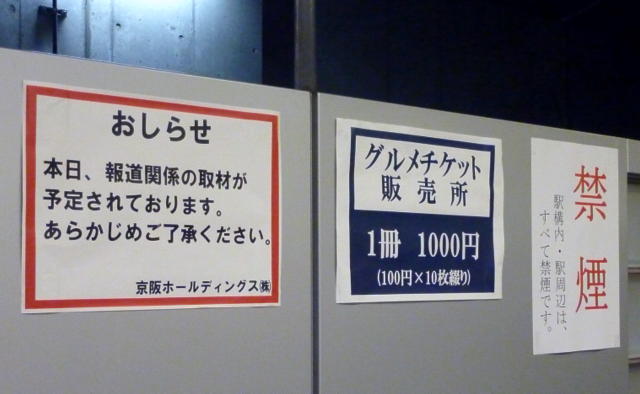 おしらせ
本日、報道関係の取材が
予定されております。
あらかじめご了承ください。
京阪ホールディングス㈱
グルメチケット
販売所
1冊 1000円
(100円×10枚綴り)
禁煙
駅構内・駅周辺は、
すべて禁煙です。